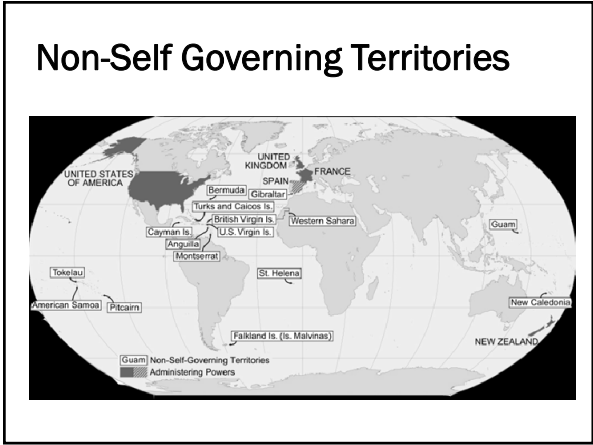 Non-Self Governing Territories
UNITED STATES
OF AMERICA
UNITED
KINGDOM
FRANCE
SPAIN
Bermuda
Gibraltar
Turks and Caicos Is.
British Virgin Is.
Western Sahara
Cayman Is.
U.S. Virgin Is.
Anguilla
Montserrat
Guam
Tokelau
St. Helena
American Samoa
Pitcairn
New Caledonia
Falkland Is. (Is. Malvinas)
NEW ZEALAND
Guam Non-Self-Governing Territories
Administering Powers